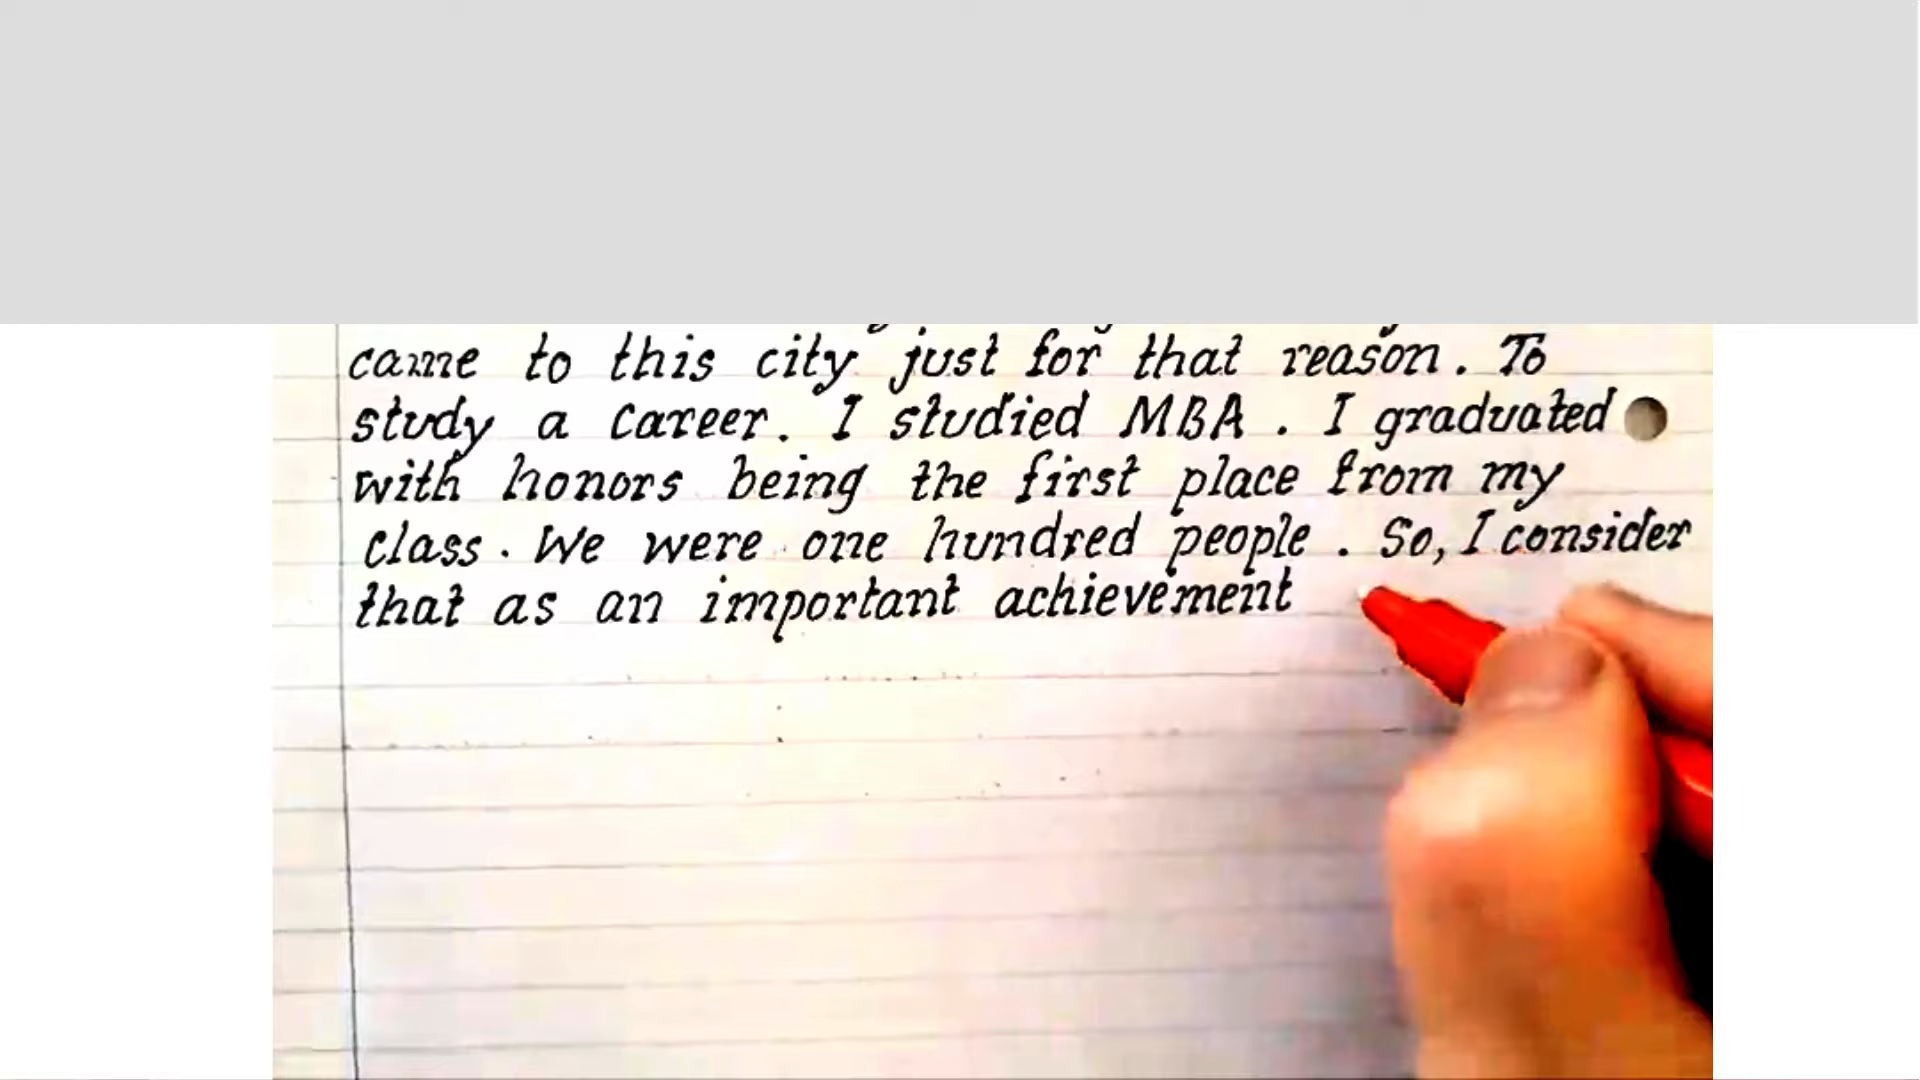 came to this city just for that reason. To
study a career. I studied MBA. I graduated
with honors being the first place from my
class. We were one hundred people. So, I consider
that as an important achievement